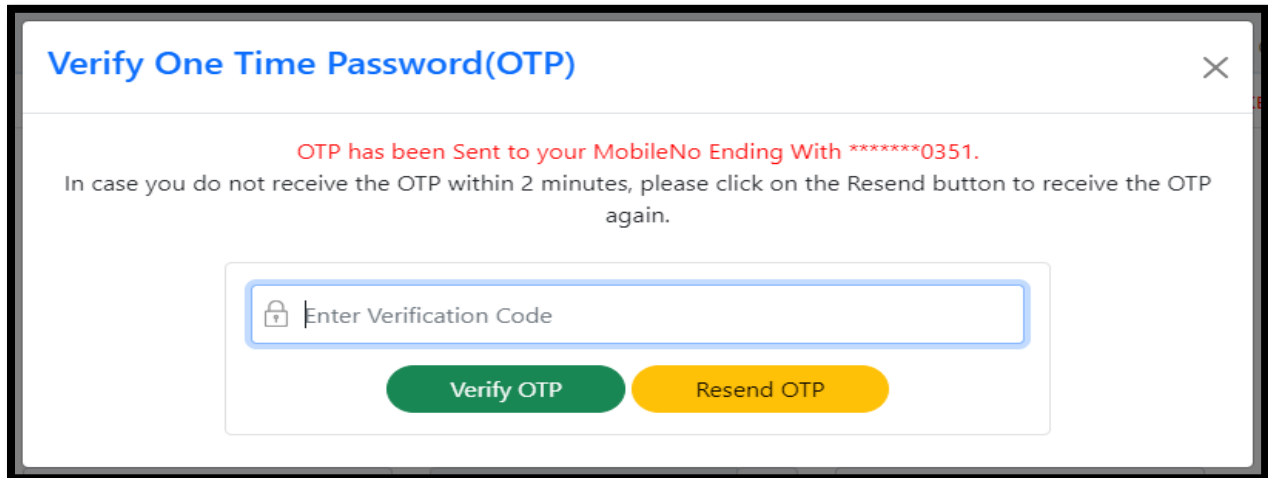 Verify One Time Password(OTP)
OTP has been Sent to your MobileNo Ending With *******0351.
In case you do not receive the OTP within 2 minutes, please click on the Resend button to receive the OTP
again.
Enter Verification Code
Verify OTP Resend OTP